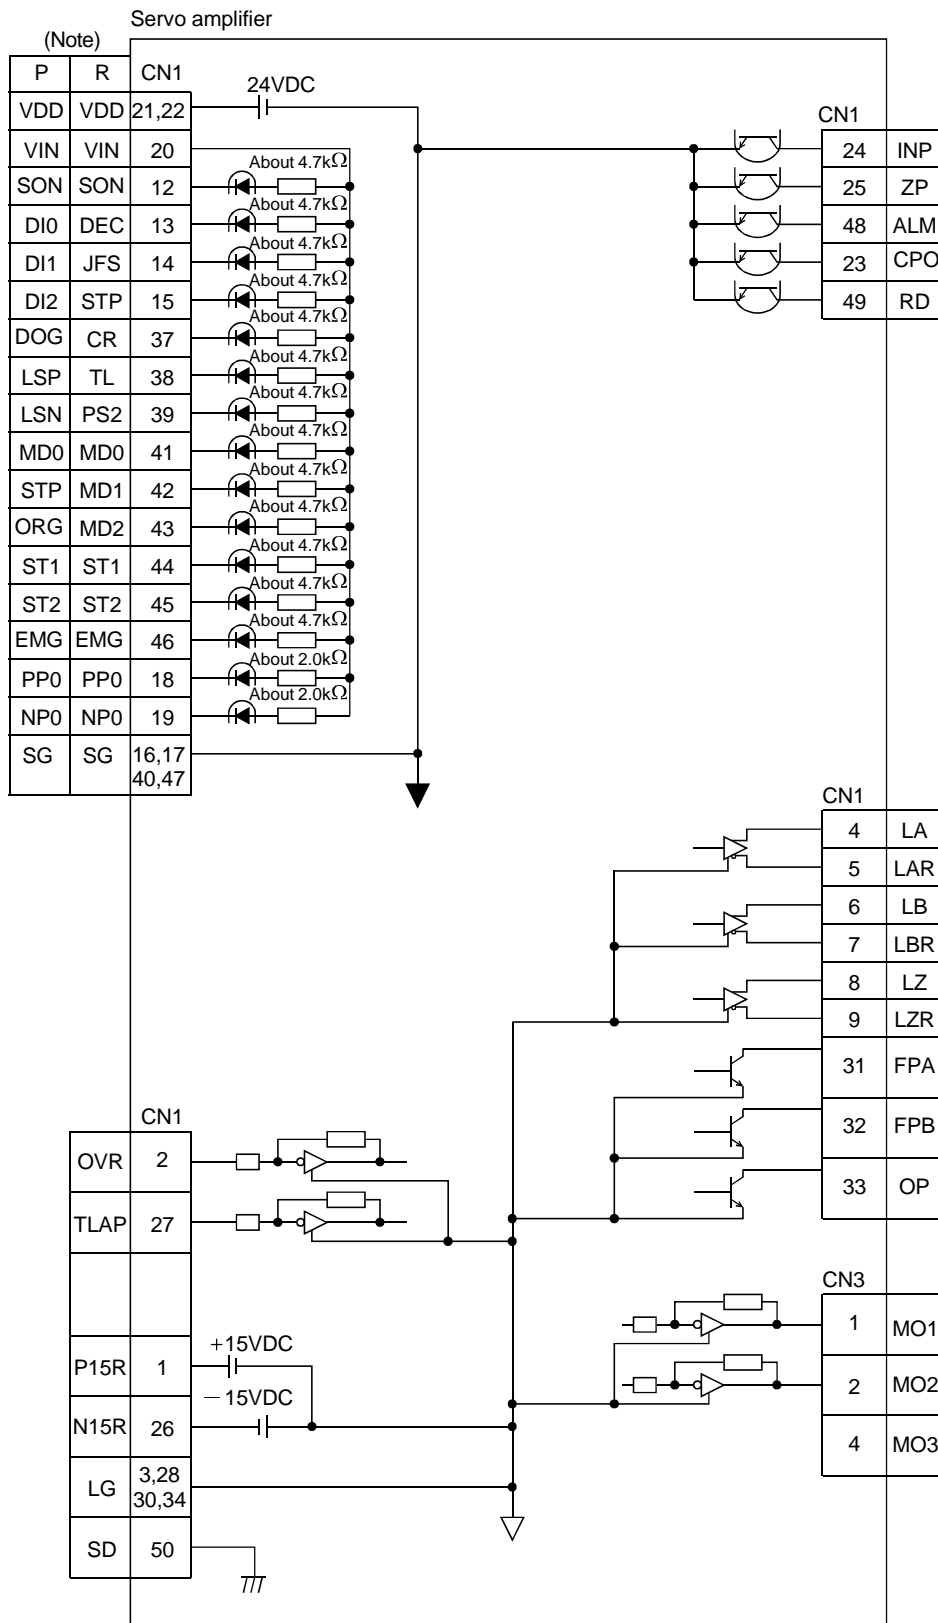 Servo amplifier
(Note)
P R CN1
VDD VDD 21,22
24VDC
VIN VIN 20
About 4.7kΩ
SON SON 12
About 4.7kΩ
DI0 DEC 13
About 4.7kΩ
DI1 JFS 14
About 4.7kΩ
DI2 STP 15
About 4.7kΩ
DOG CR 37
About 4.7kΩ
LSP TL 38
About 4.7kΩ
LSN PS2 39
About 4.7kΩ
MD0 MD0 41
About 4.7kΩ
STP MD1 42
About 4.7kΩ
ORG MD2 43
About 4.7kΩ
ST1 ST1 44
About 4.7kΩ
ST2 ST2 45
About 4.7kΩ
EMG EMG 46
About 2.0kΩ
PP0 PP0 18
About 2.0kΩ
NP0 NP0 19
SG SG 16,17
40,47
CN1
24 INP
25 ZP
48 ALM
23 CPO
49 RD
CN1
4 LA
5 LAR
6 LB
7 LBR
8 LZ
9 LZR
31 FPA
32 FPB
33 OP
CN1
OVR 2
TLAP 27
P15R 1
+15VDC
N15R 26
−15VDC
LG 3,28
30,34
SD 50
CN3
1 MO1
2 MO2
4 MO3